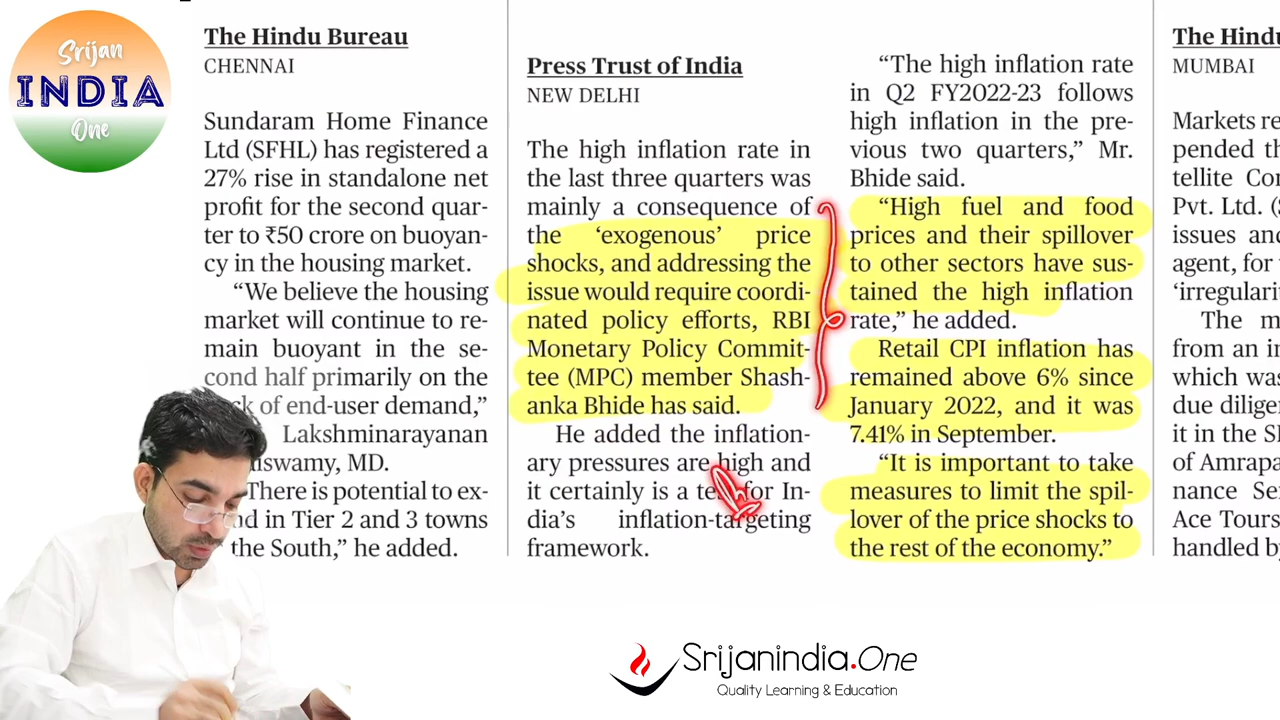 Srijan
INDIA
One
The Hindu Bureau
CHENNAI
Sundaram Home Finance
Ltd (SFHL) has registered a
27% rise in standalone net
profit for the second quar-
ter to ₹50 crore on buoyan-
cy in the housing market.
“We believe the housing
market will continue to re-
main buoyant in the se-
cond half primarily on the
of end-user demand,”
Lakshminarayanan
MD.
There is potential to ex-
in Tier 2 and 3 towns
the South,” he added.
Press Trust of India
NEW DELHI
The high inflation rate in
the last three quarters was
mainly a consequence of
the ‘exogenous’ price
shocks, and addressing the
issue would require coordi-
nated policy efforts, RBI
Monetary Policy Commit-
tee (MPC) member Shash-
anka Bhide has said.
He added the inflation-
ary pressures are high and
it certainly is a test for In-
dia’s inflation-targeting
framework.
“The high inflation rate
in Q2 FY2022-23 follows
high inflation in the pre-
vious two quarters,” Mr.
Bhide said.
“High fuel and food
prices and their spillover
to other sectors have sus-
tained the high inflation
rate,” he added.
Retail CPI inflation has
remained above 6% since
January 2022, and it was
7.41% in September.
“It is important to take
measures to limit the spil-
lover of the price shocks to
the rest of the economy.”
The Hindu
MUMBAI
Markets re
pended th
tellite Co
Pvt. Ltd. (S
issues and
agent, for
‘irregulari
The m
from an in
which was
due dilige
it in the S
of Amrapa
nance Se
Ace Tours
handled by
Srijanindia.One
Quality Learning & Education